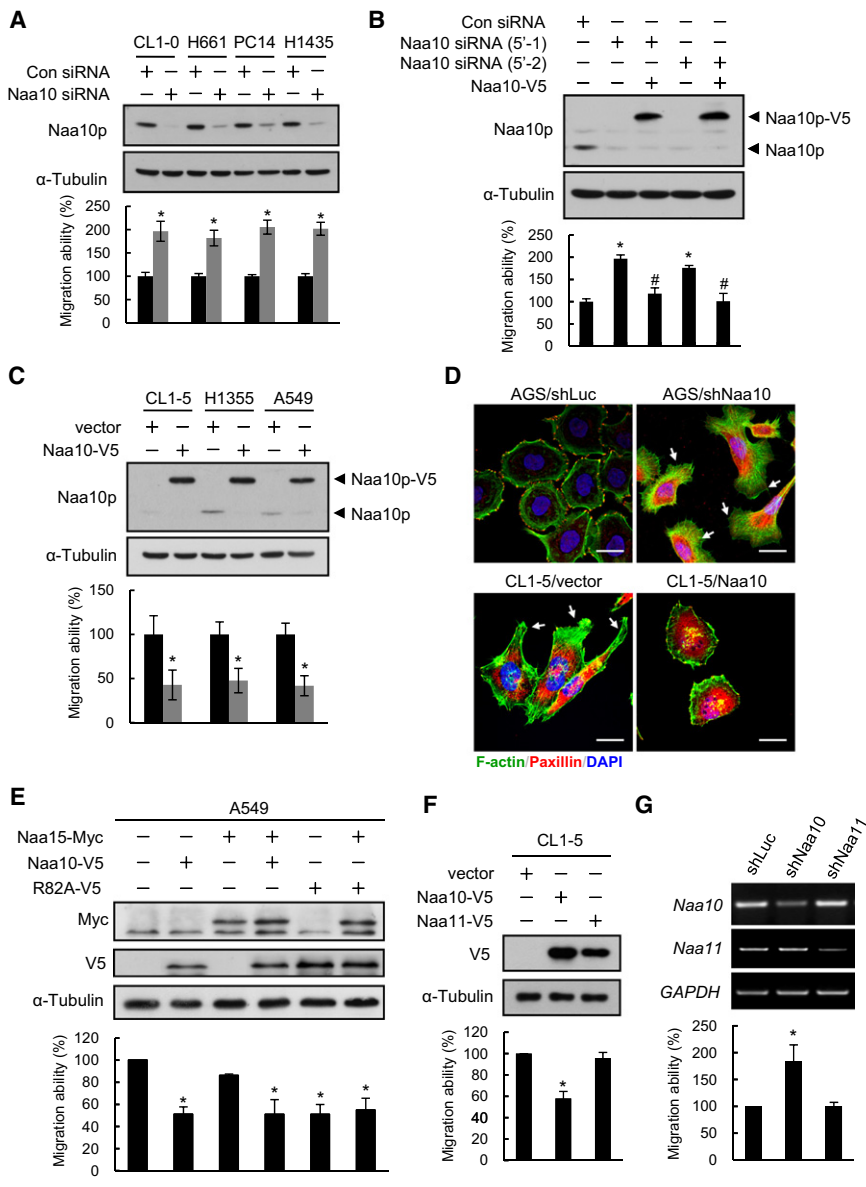 A
CL1-0 H661 PC14 H1435
Con siRNA + – + – + – + –
Naa10 siRNA – + – + – + – +
Naa10p
α-Tubulin
Migration ability (%)
250
200
150
100
50
0
* * * *
B
Con siRNA + – – – –
Naa10 siRNA (5'-1) – + + – –
Naa10 siRNA (5'-2) – – – + +
Naa10-V5 – – + – +
Naa10p
Naa10p-V5
Naa10p
α-Tubulin
Migration ability (%)
250
200
150
100
50
0
* # * #
C
CL1-5 H1355 A549
vector + – + – + –
Naa10-V5 – + – + – +
Naa10p
Naa10p-V5
Naa10p
α-Tubulin
Migration ability (%)
150
100
50
0
* * *
D
AGS/shLuc AGS/shNaa10
CL1-5/vector CL1-5/Naa10
F-actin/Paxillin/DAPI
E
A549
Naa15-Myc – – + + – +
Naa10-V5 – + – + – –
R82A-V5 – – – – + +
Myc
V5
α-Tubulin
Migration ability (%)
120
100
80
60
40
20
0
* * * *
F
CL1-5
vector + – –
Naa10-V5 – + –
Naa11-V5 – – +
V5
α-Tubulin
Migration ability (%)
120
100
80
60
40
20
0
*
G
shLuc shNaa10 shNaa11
Naa10
Naa11
GAPDH
Migration ability (%)
250
200
150
100
50
0
*